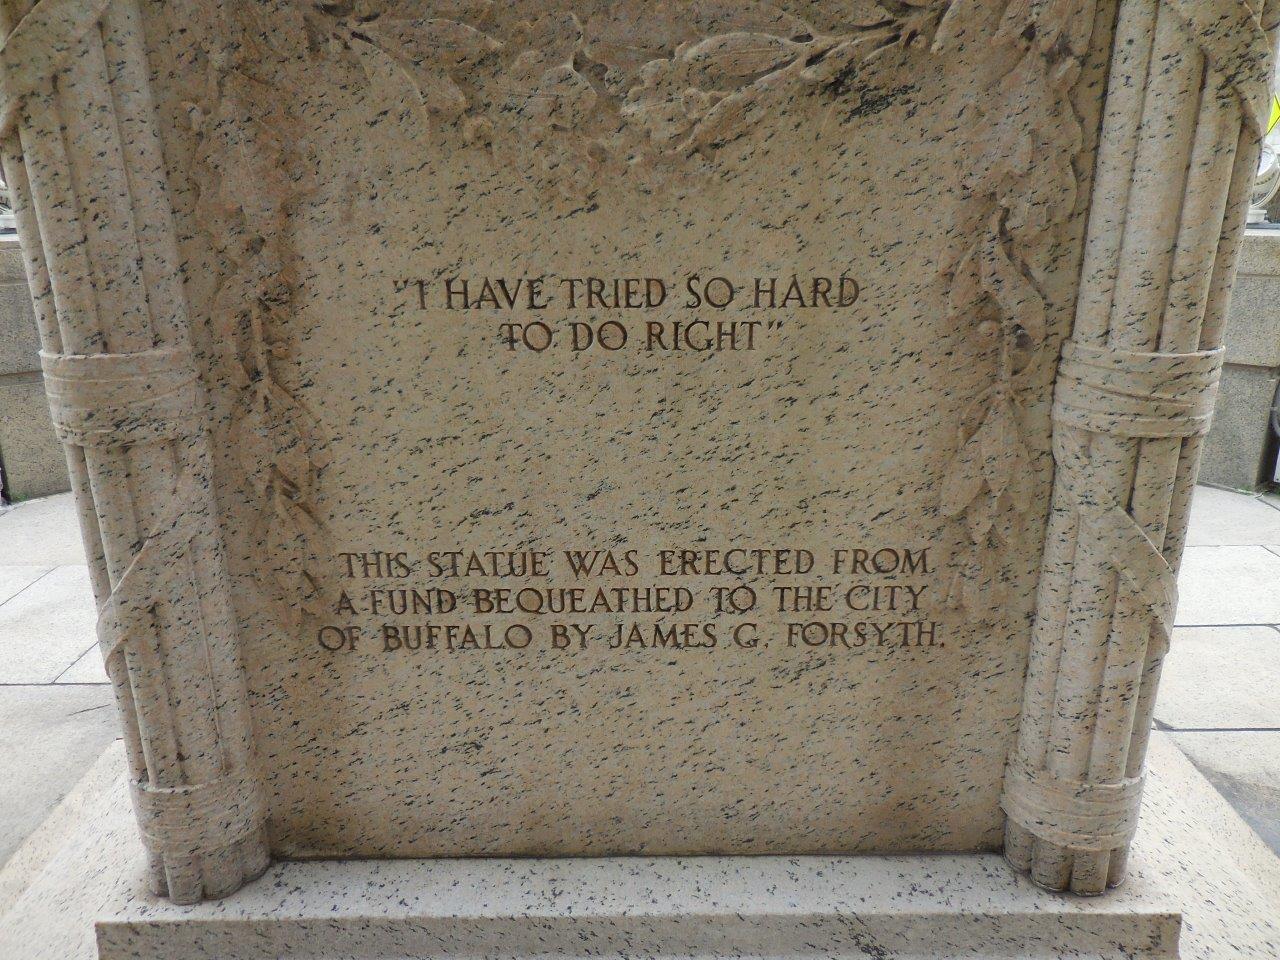 "I HAVE TRIED SO HARD
TO DO RIGHT"
THIS STATUE WAS ERECTED FROM
A FUND BEQUEATHED TO THE CITY
OF BUFFALO BY JAMES G. FORSYTH.